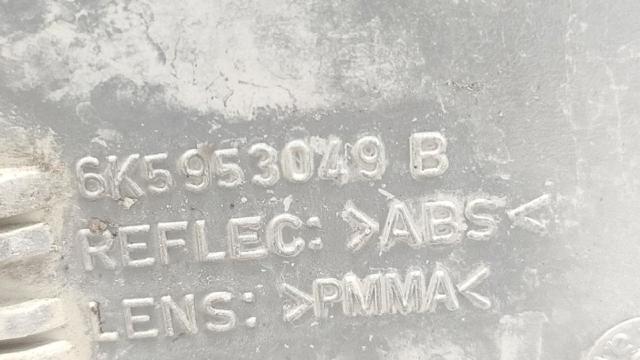 6K5953049 B
REFLEC: >ABS<
LENS: >PMMA<